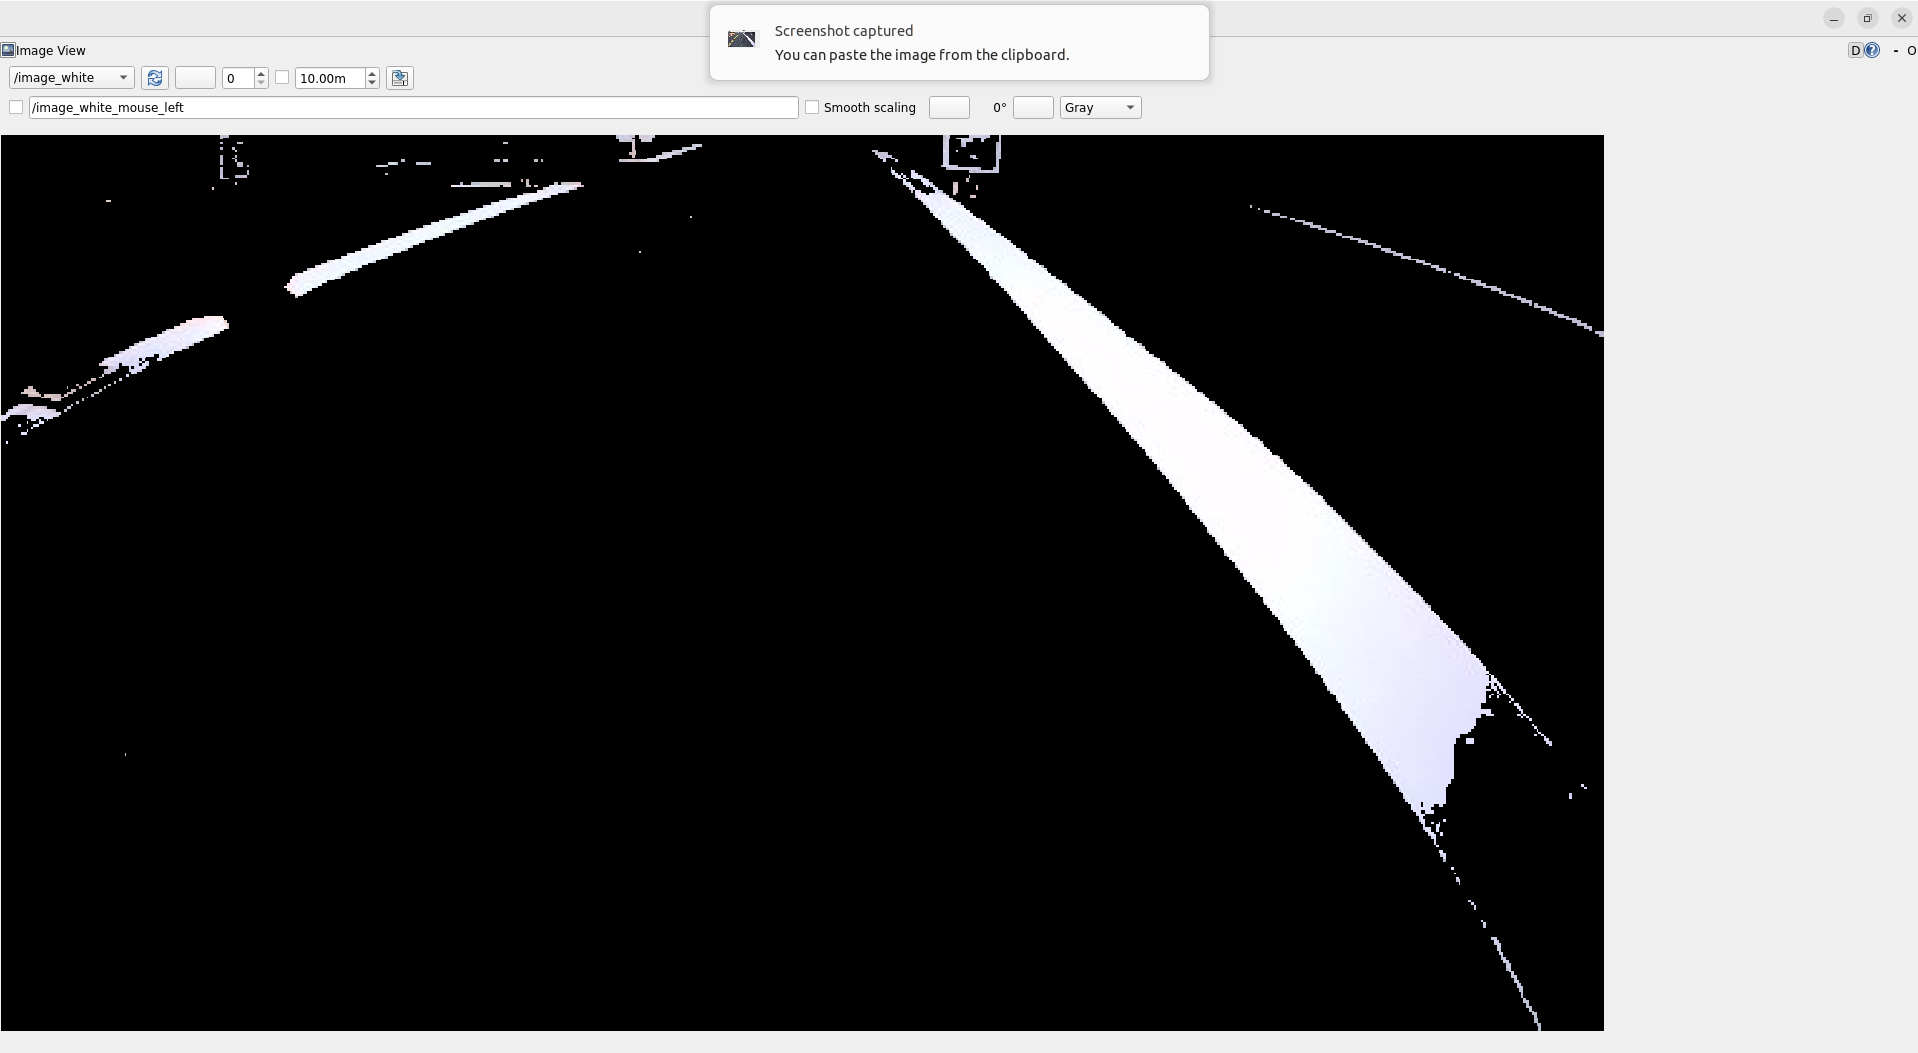 Screenshot captured
You can paste the image from the clipboard.
Image View
D
- O
/image_white
0
10.00m
/image_white_mouse_left
Smooth scaling
0°
Gray